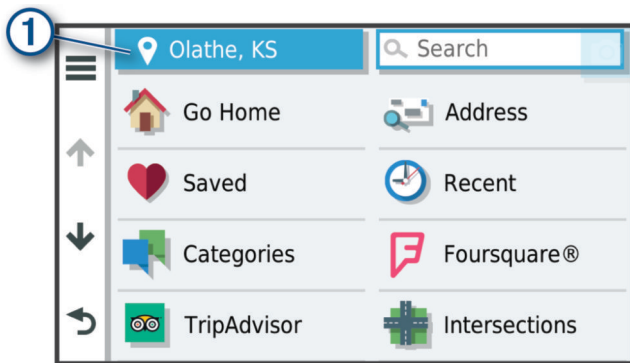 1
Olathe, KS
Search
Go Home
Address
Saved
Recent
Categories
Foursquare®
TripAdvisor
Intersections